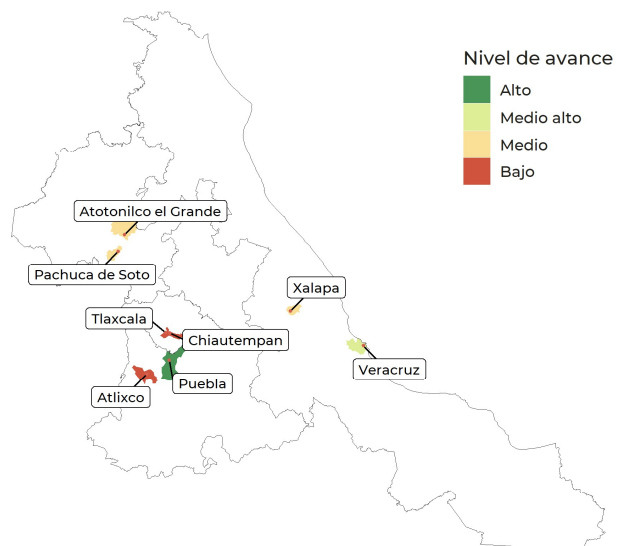 Nivel de avance
Alto
Medio alto
Medio
Bajo
Atotonilco el Grande
Pachuca de Soto
Xalapa
Tlaxcala
Chiautempan
Veracruz
Puebla
Atlixco